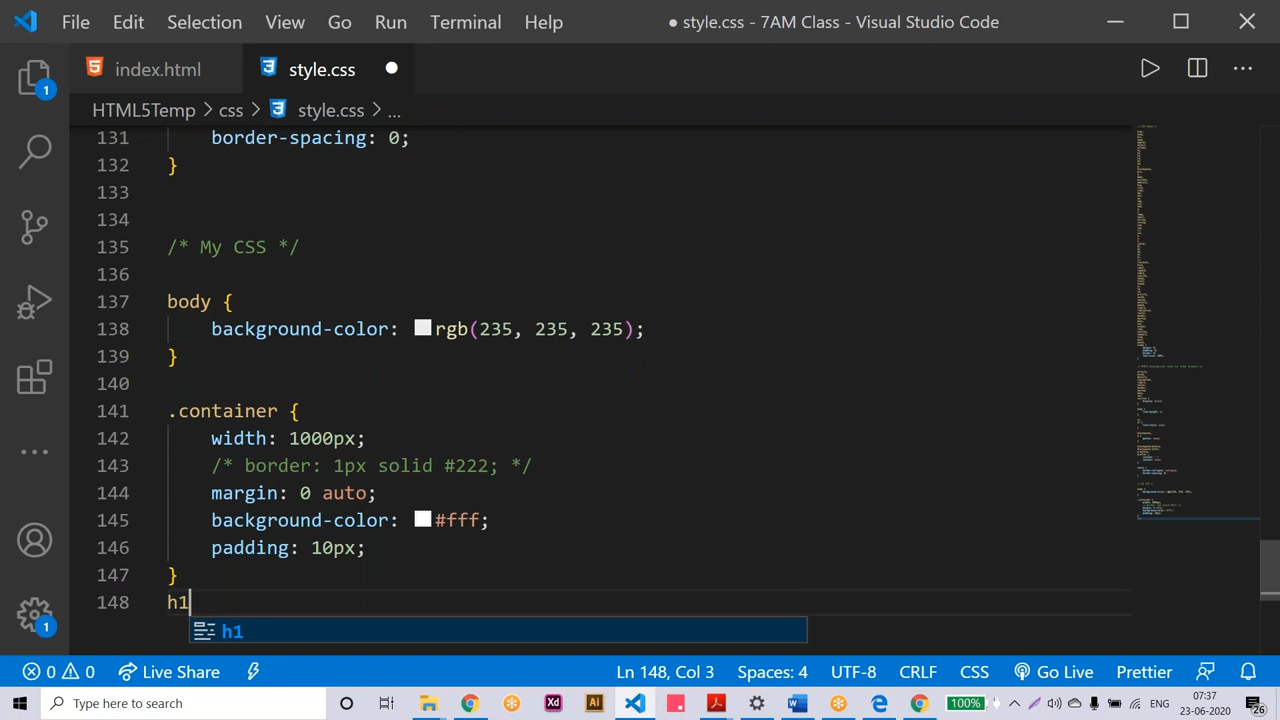 File Edit Selection View Go Run Terminal Help ● style.css - 7AM Class - Visual Studio Code
index.html style.css
HTML5Temp > css > style.css > ...
131 border-spacing: 0;
132 }
133
134
135 /* My CSS */
136
137 body {
138 background-color: rgb(235, 235, 235);
139 }
140
141 .container {
142 width: 1000px;
143 /* border: 1px solid #222; */
144 margin: 0 auto;
145 background-color: #fff;
146 padding: 10px;
147 }
148 h1
h1
1
1
0 0 Live Share Ln 148, Col 3 Spaces: 4 UTF-8 CRLF CSS Go Live Prettier
Type here to search Xd Ai 100% ENG 07:37
23-06-2020 26